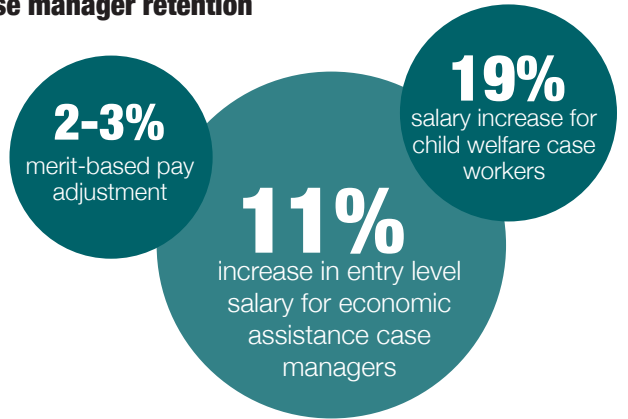 se manager retention
2-3%
merit-based pay
adjustment
19%
salary increase for
child welfare case
workers
11%
increase in entry level
salary for economic
assistance case
managers